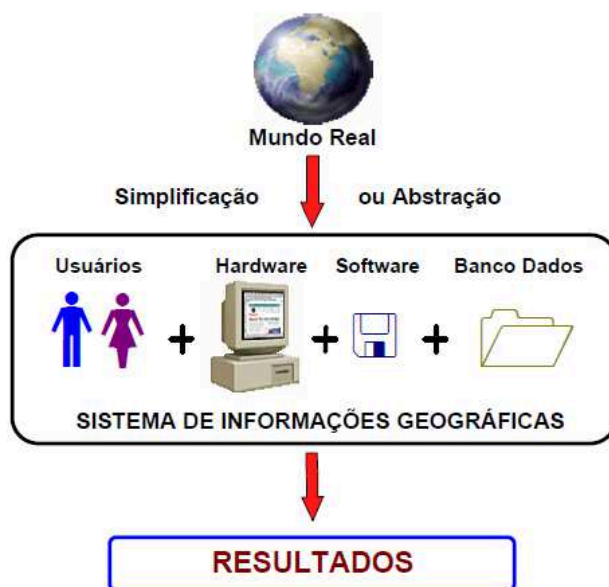 Mundo Real
Simplificação ou Abstração
Usuários Hardware Software Banco Dados
+ + +
SISTEMA DE INFORMAÇÕES GEOGRÁFICAS
RESULTADOS